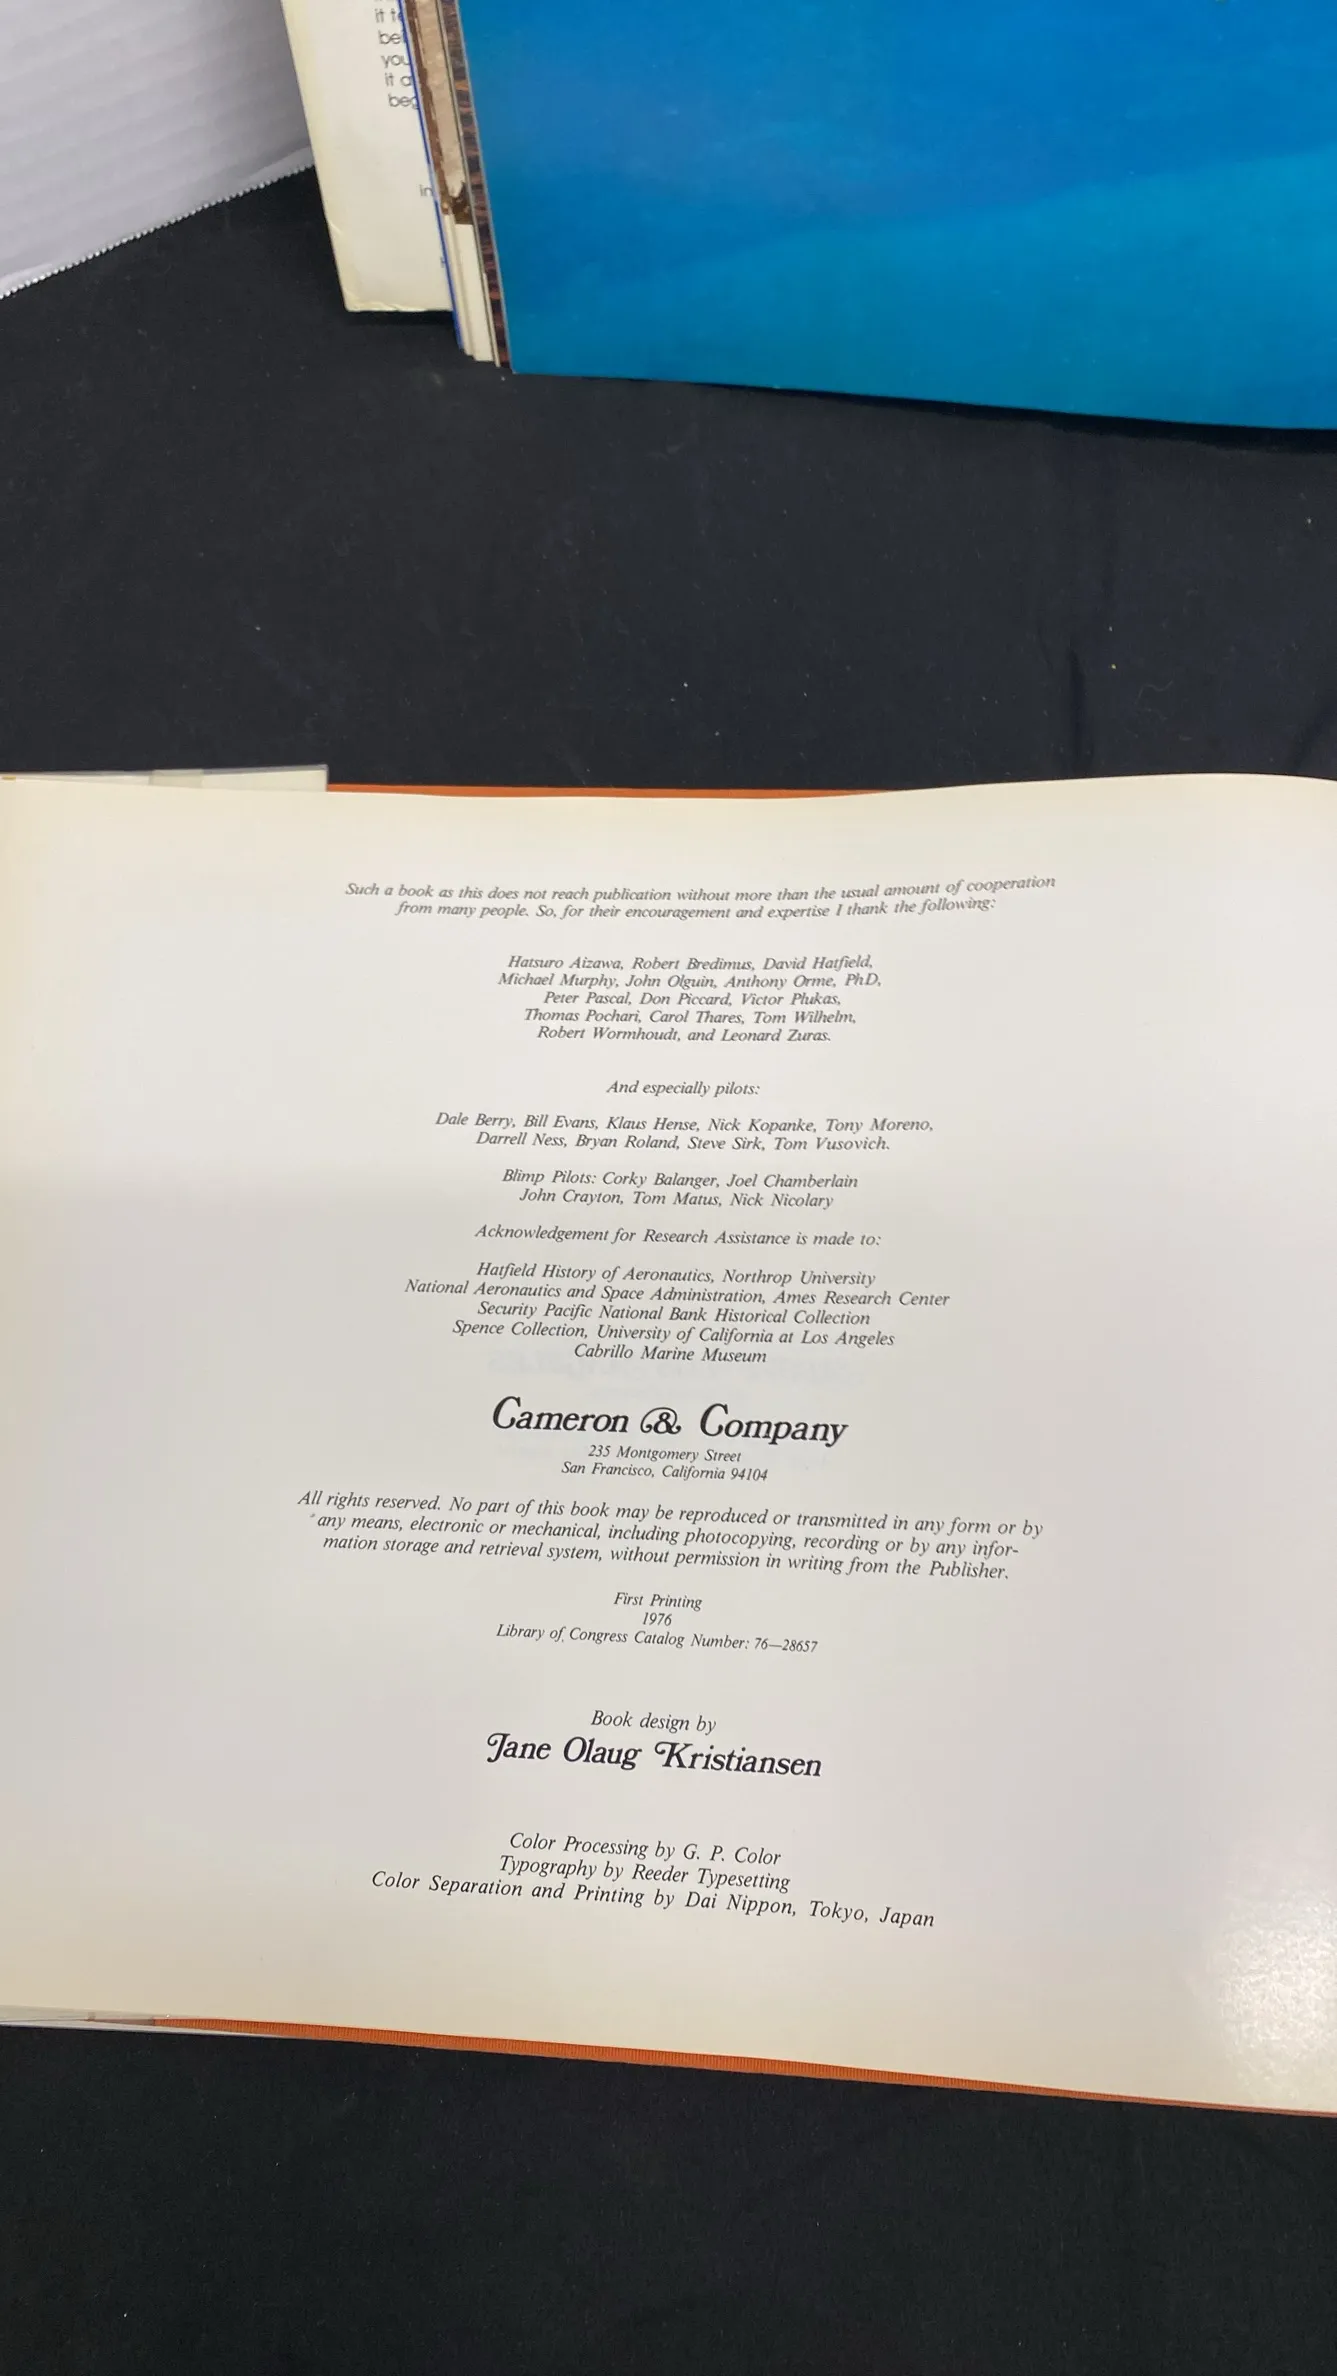 it
bei
you
it
beg
in
Such a book as this does not reach publication without more than the usual amount of cooperation
from many people. So, for their encouragement and expertise I thank the following:
Hatsuro Aizawa, Robert Bredimus, David Hatfield,
Michael Murphy, John Olguin, Anthony Orme, PhD,
Peter Pascal, Don Piccard, Victor Plukas,
Thomas Pochari, Carol Thares, Tom Wilhelm,
Robert Wormhoudt, and Leonard Zuras.
And especially pilots:
Dale Berry, Bill Evans, Klaus Hense, Nick Kopanke, Tony Moreno,
Darrell Ness, Bryan Roland, Steve Sirk, Tom Vusovich.
Blimp Pilots: Corky Balanger, Joel Chamberlain
John Crayton, Tom Matus, Nick Nicolary
Acknowledgement for Research Assistance is made to:
Hatfield History of Aeronautics, Northrop University
National Aeronautics and Space Administration, Ames Research Center
Security Pacific National Bank Historical Collection
Spence Collection, University of California at Los Angeles
Cabrillo Marine Museum
Cameron & Company
235 Montgomery Street
San Francisco, California 94104
All rights reserved. No part of this book may be reproduced or transmitted in any form or by
any means, electronic or mechanical, including photocopying, recording or by any infor-
mation storage and retrieval system, without permission in writing from the Publisher.
First Printing
1976
Library of Congress Catalog Number: 76—28657
Book design by
Jane Olaug Kristiansen
Color Processing by G. P. Color
Typography by Reeder Typesetting
Color Separation and Printing by Dai Nippon, Tokyo, Japan